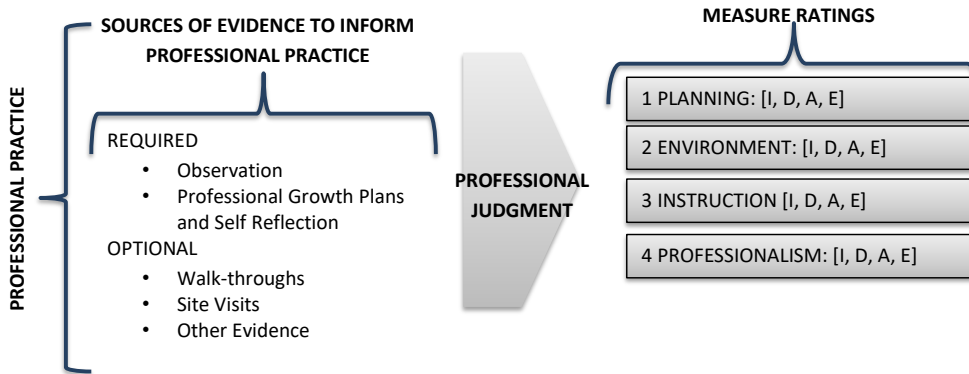 PROFESSIONAL PRACTICE
SOURCES OF EVIDENCE TO INFORM
PROFESSIONAL PRACTICE
REQUIRED
• Observation
• Professional Growth Plans
and Self Reflection
OPTIONAL
• Walk-throughs
• Site Visits
• Other Evidence
PROFESSIONAL
JUDGMENT
MEASURE RATINGS
1 PLANNING: [I, D, A, E]
2 ENVIRONMENT: [I, D, A, E]
3 INSTRUCTION [I, D, A, E]
4 PROFESSIONALISM: [I, D, A, E]